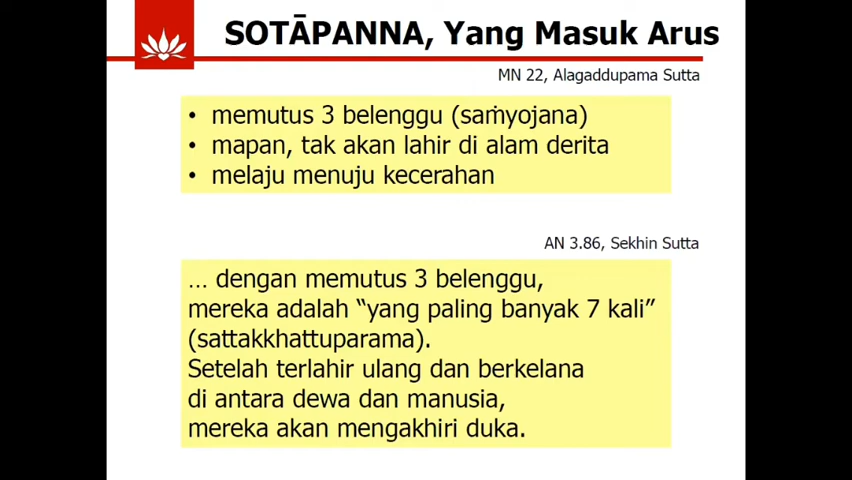 SOTĀPANNA, Yang Masuk Arus
MN 22, Alagaddupama Sutta
• memutus 3 belenggu (saṁyojana)
• mapan, tak akan lahir di alam derita
• melaju menuju kecerahan
AN 3.86, Sekhin Sutta
... dengan memutus 3 belenggu,
mereka adalah “yang paling banyak 7 kali”
(sattakkhattuparama).
Setelah terlahir ulang dan berkelana
di antara dewa dan manusia,
mereka akan mengakhiri duka.